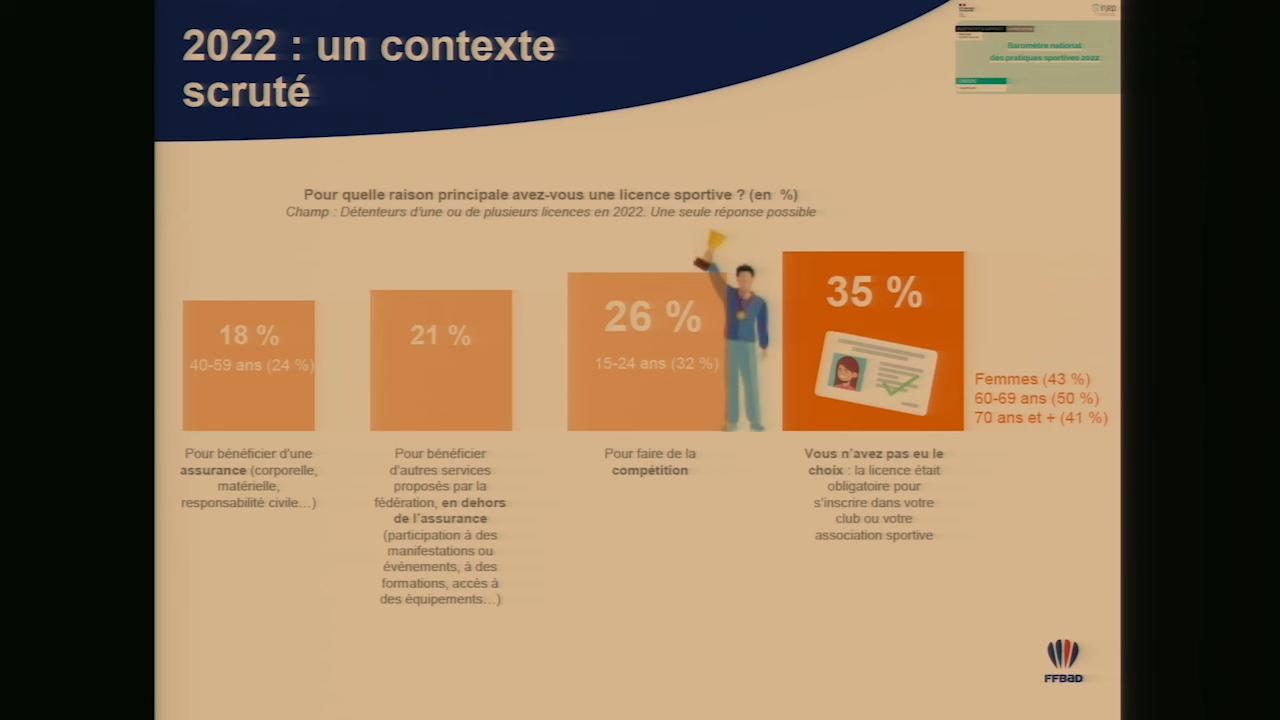 2022 : un contexte
scruté
injep
Baromètre national
des pratiques sportives 2022
Pour quelle raison principale avez-vous une licence sportive ? (en %)
Champ : Détenteurs d'une ou de plusieurs licences en 2022. Une seule réponse possible
18 %
40-59 ans (24 %)
Pour bénéficier d'une
assurance (corporelle,
matérielle,
responsabilité civile…)
21 %
Pour bénéficier
d'autres services
proposés par la
fédération, en dehors
de l'assurance
(participation à des
manifestations ou
événements, à des
formations, accès à
des équipements…)
26 %
15-24 ans (32 %)
Pour faire de la
compétition
35 %
Vous n'avez pas eu le
choix : la licence était
obligatoire pour
s'inscrire dans votre
club ou votre
association sportive
Femmes (43 %)
60-69 ans (50 %)
70 ans et + (41 %)
FFBaD